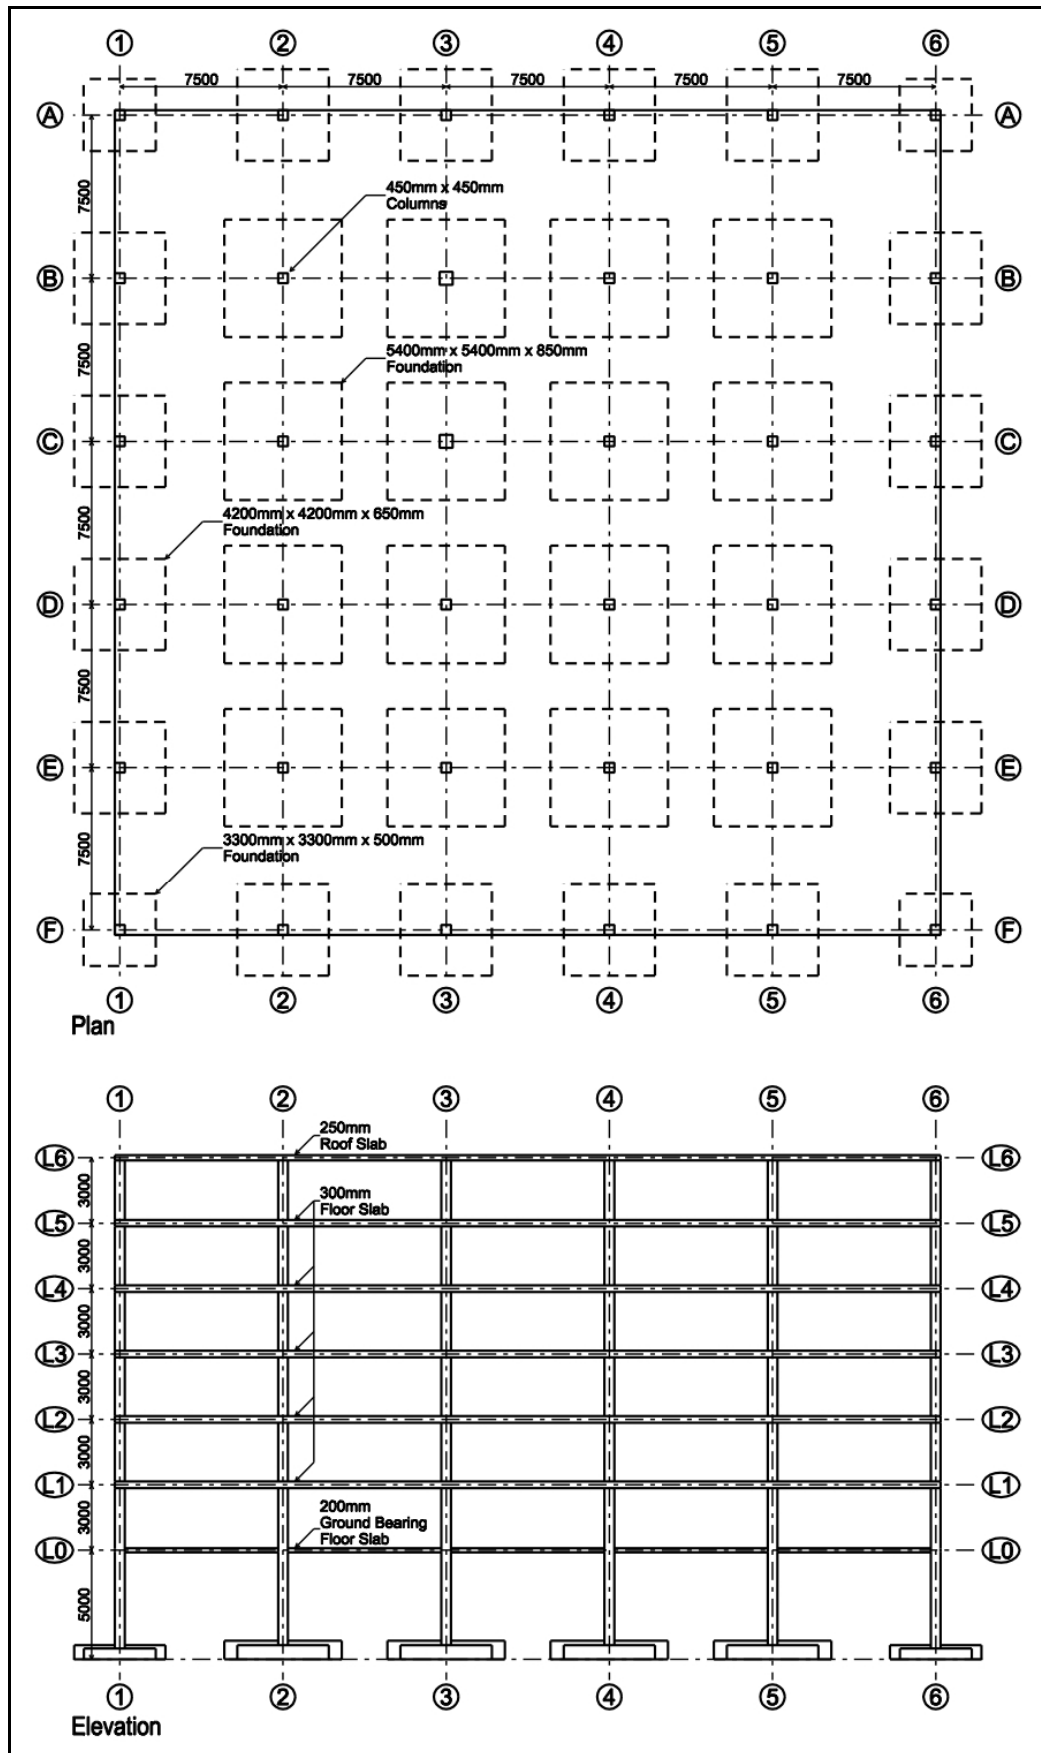 1 2 3 4 5 6
7500 7500 7500 7500 7500
A A
7500
450mm x 450mm
Columns
B B
7500
5400mm x 5400mm x 850mm
Foundation
C C
7500
4200mm x 4200mm x 650mm
Foundation
D D
7500
E E
7500
3300mm x 3300mm x 500mm
Foundation
F F
1 2 3 4 5 6
Plan
1 2 3 4 5 6
250mm
Roof Slab
L6 L6
3000
300mm
Floor Slab
L5 L5
3000
L4 L4
3000
L3 L3
3000
L2 L2
3000
L1 L1
3000
200mm
Ground Bearing
Floor Slab
L0 L0
5000
1 2 3 4 5 6
Elevation